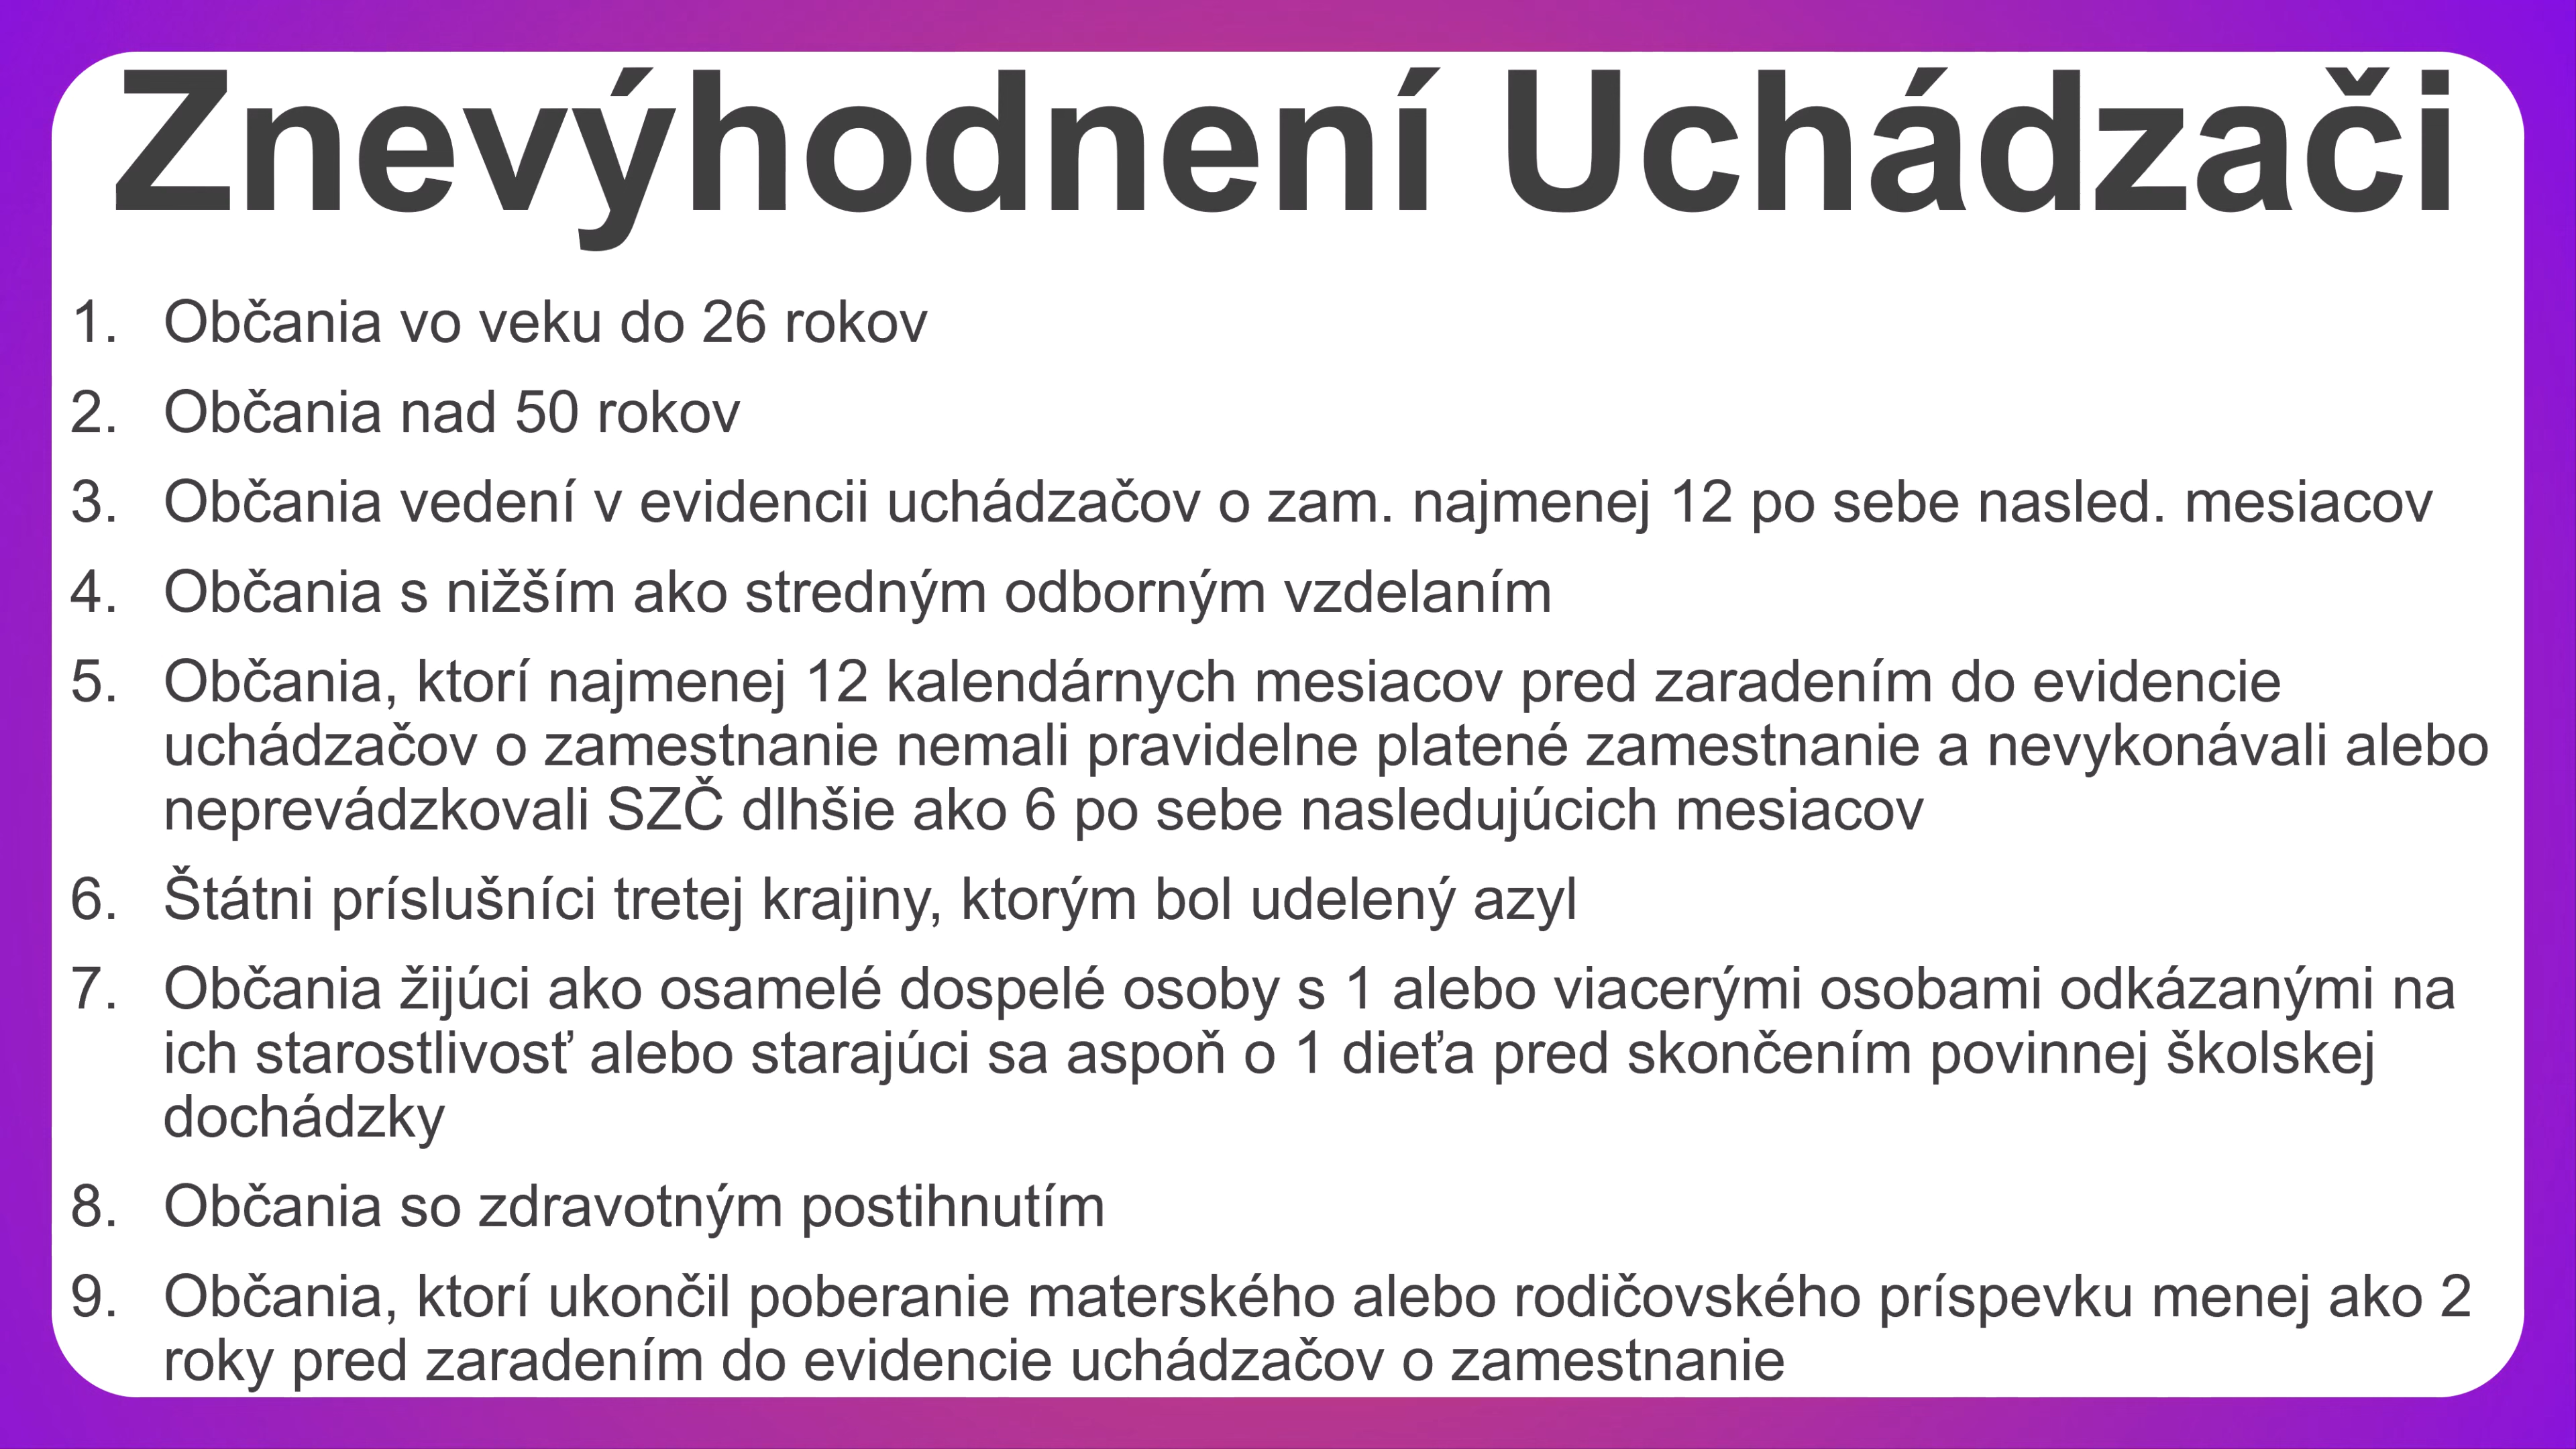 Znevýhodnení Uchádzači
1. Občania vo veku do 26 rokov
2. Občania nad 50 rokov
3. Občania vedení v evidencii uchádzačov o zam. najmenej 12 po sebe nasled. mesiacov
4. Občania s nižším ako stredným odborným vzdelaním
5. Občania, ktorí najmenej 12 kalendárnych mesiacov pred zaradením do evidencie
uchádzačov o zamestnanie nemali pravidelne platené zamestnanie a nevykonávali alebo
neprevádzkovali SZČ dlhšie ako 6 po sebe nasledujúcich mesiacov
6. Štátni príslušníci tretej krajiny, ktorým bol udelený azyl
7. Občania žijúci ako osamelé dospelé osoby s 1 alebo viacerými osobami odkázanými na
ich starostlivosť alebo starajúci sa aspoň o 1 dieťa pred skončením povinnej školskej
dochádzky
8. Občania so zdravotným postihnutím
9. Občania, ktorí ukončil poberanie materského alebo rodičovského príspevku menej ako 2
roky pred zaradením do evidencie uchádzačov o zamestnanie